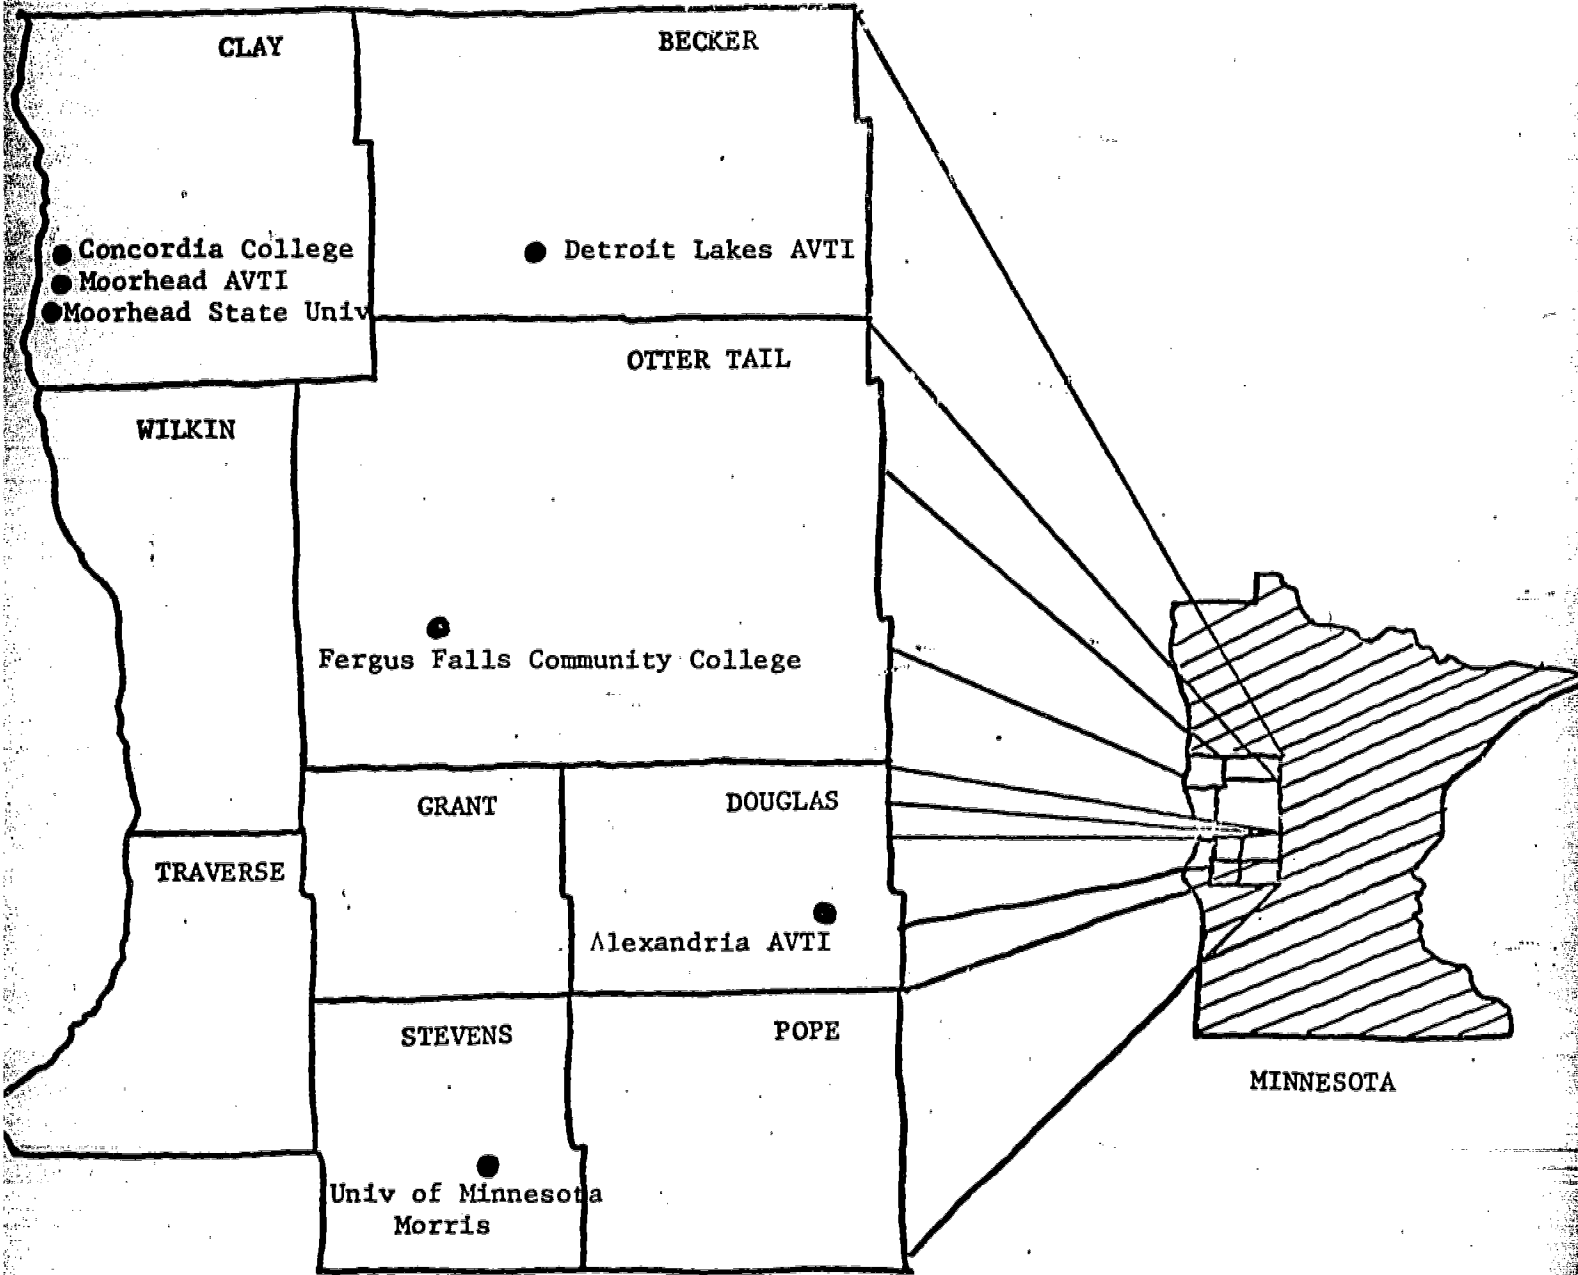 CLAY
BECKER
Concordia College
Detroit Lakes AVTI
Moorhead AVTI
Moorhead State Univ
OTTER TAIL
WILKIN
Fergus Falls Community College
GRANT
DOUGLAS
TRAVERSE
Alexandria AVTI
STEVENS
POPE
MINNESOTA
Univ of Minnesota
Morris